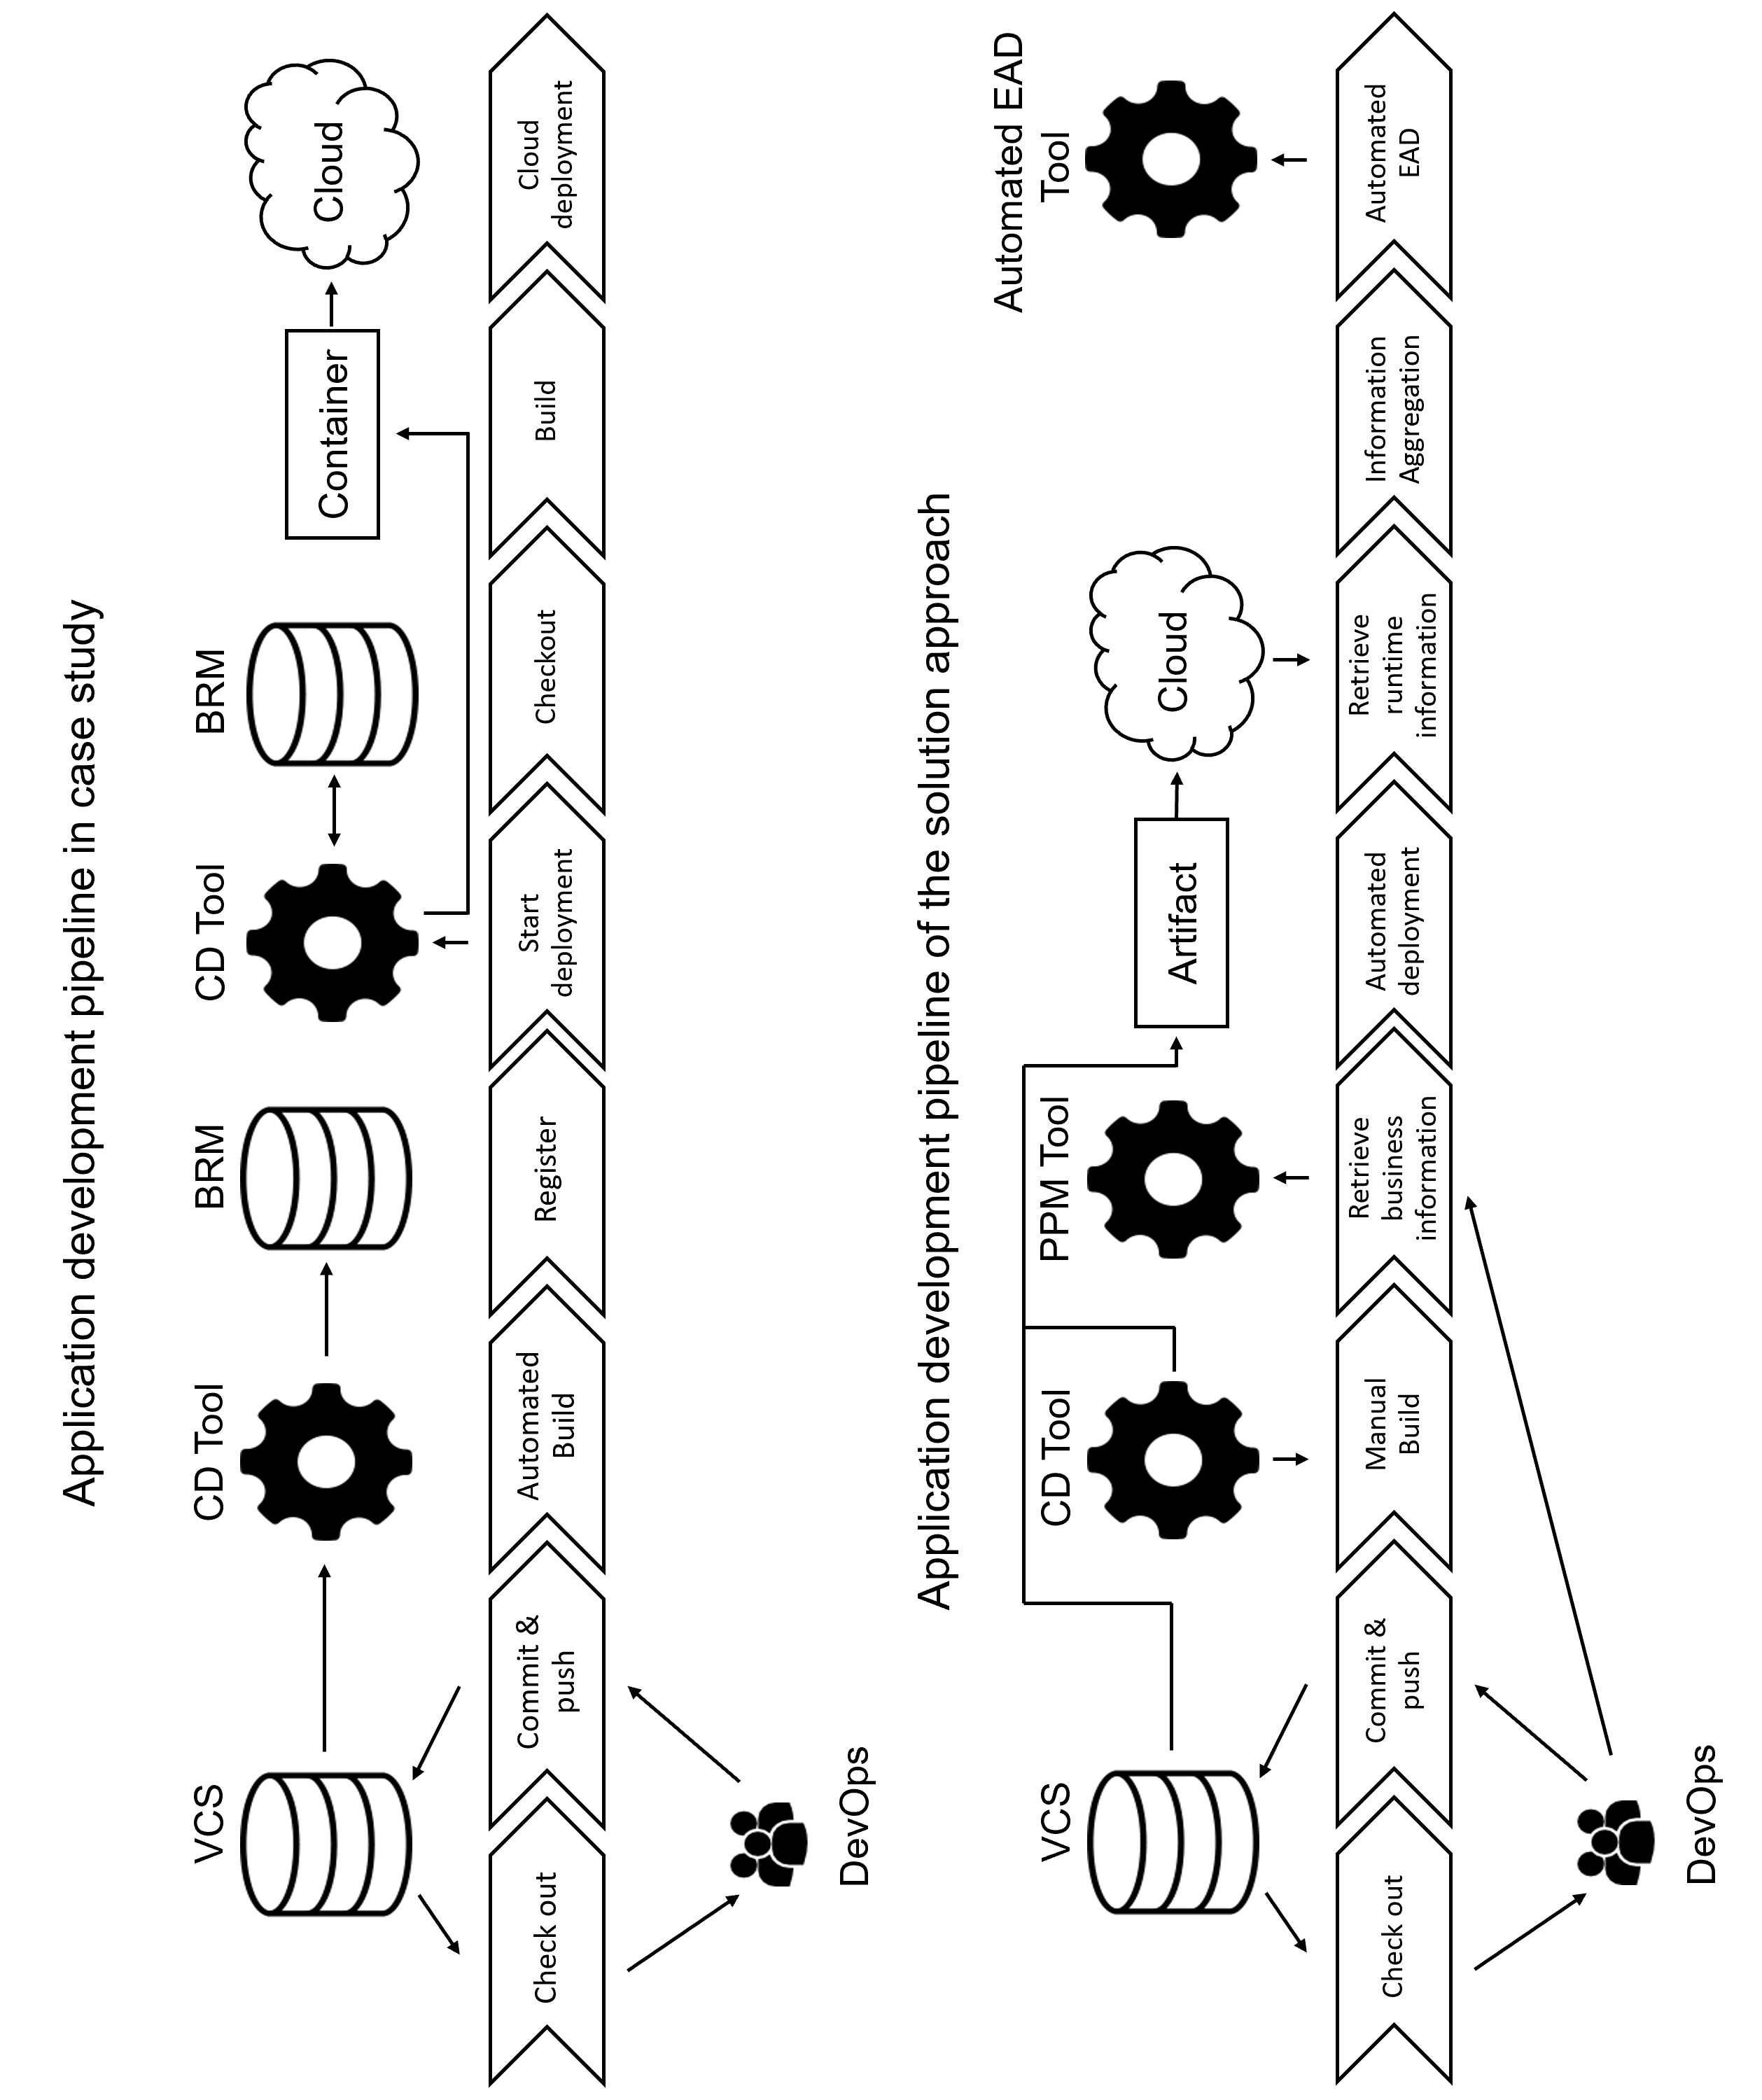 Application development pipeline in case study
VCS
CD Tool
BRM
CD Tool
BRM
Container
Cloud
Check out
Commit &
push
Automated
Build
Register
Start
deployment
Checkout
Build
Cloud
deployment
DevOps
Application development pipeline of the solution approach
VCS
CD Tool
PPM Tool
Artifact
Cloud
Automated EAD
Tool
Check out
Commit &
push
Manual
Build
Retrieve
business
information
Automated
deployment
Retrieve
runtime
information
Information
Aggregation
Automated
EAD
DevOps